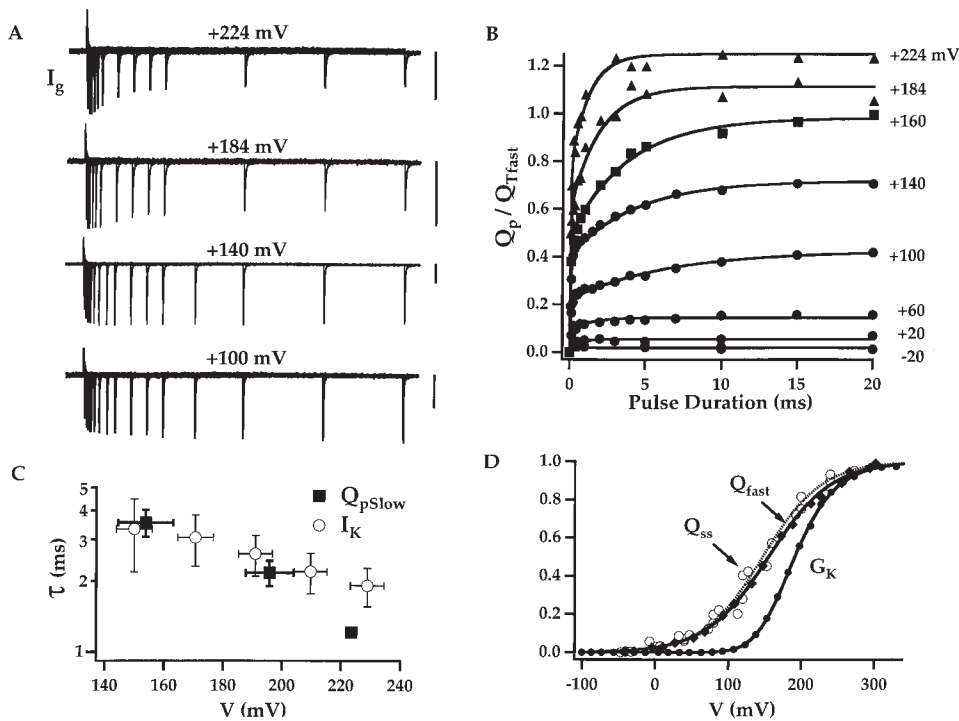 A
I_g
+224 mV
+184 mV
+140 mV
+100 mV
B
Q_p / Q_Tfast
1.2
1.0
0.8
0.6
0.4
0.2
0.0
+224 mV
+184
+160
+140
+100
+60
+20
-20
0
5
10
15
20
Pulse Duration (ms)
C
τ (ms)
5
4
3
2
1
Q_pSlow
I_K
140
160
180
200
220
240
V (mV)
D
1.0
0.8
0.6
0.4
0.2
0.0
Q_fast
Q_ss
G_K
-100
0
100
200
300
V (mV)